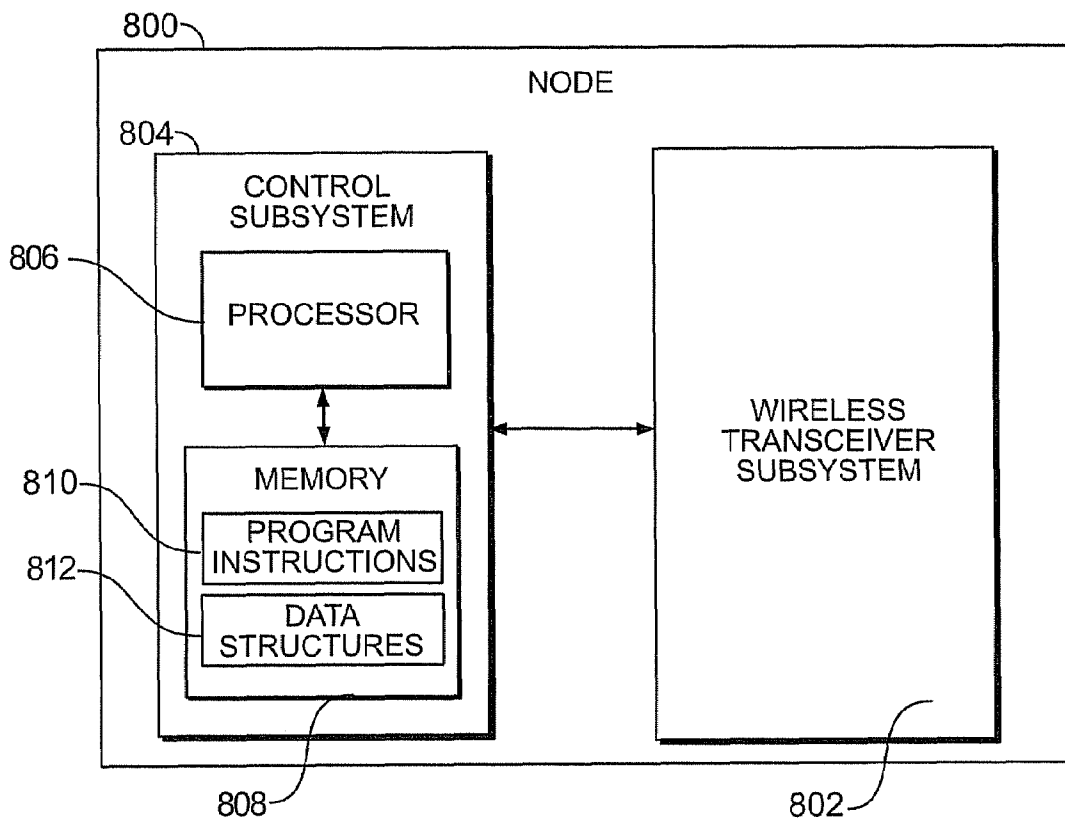 800
NODE
804
CONTROL
SUBSYSTEM
806
PROCESSOR
MEMORY
810
PROGRAM
INSTRUCTIONS
812
DATA
STRUCTURES
808
WIRELESS
TRANSCEIVER
SUBSYSTEM
802